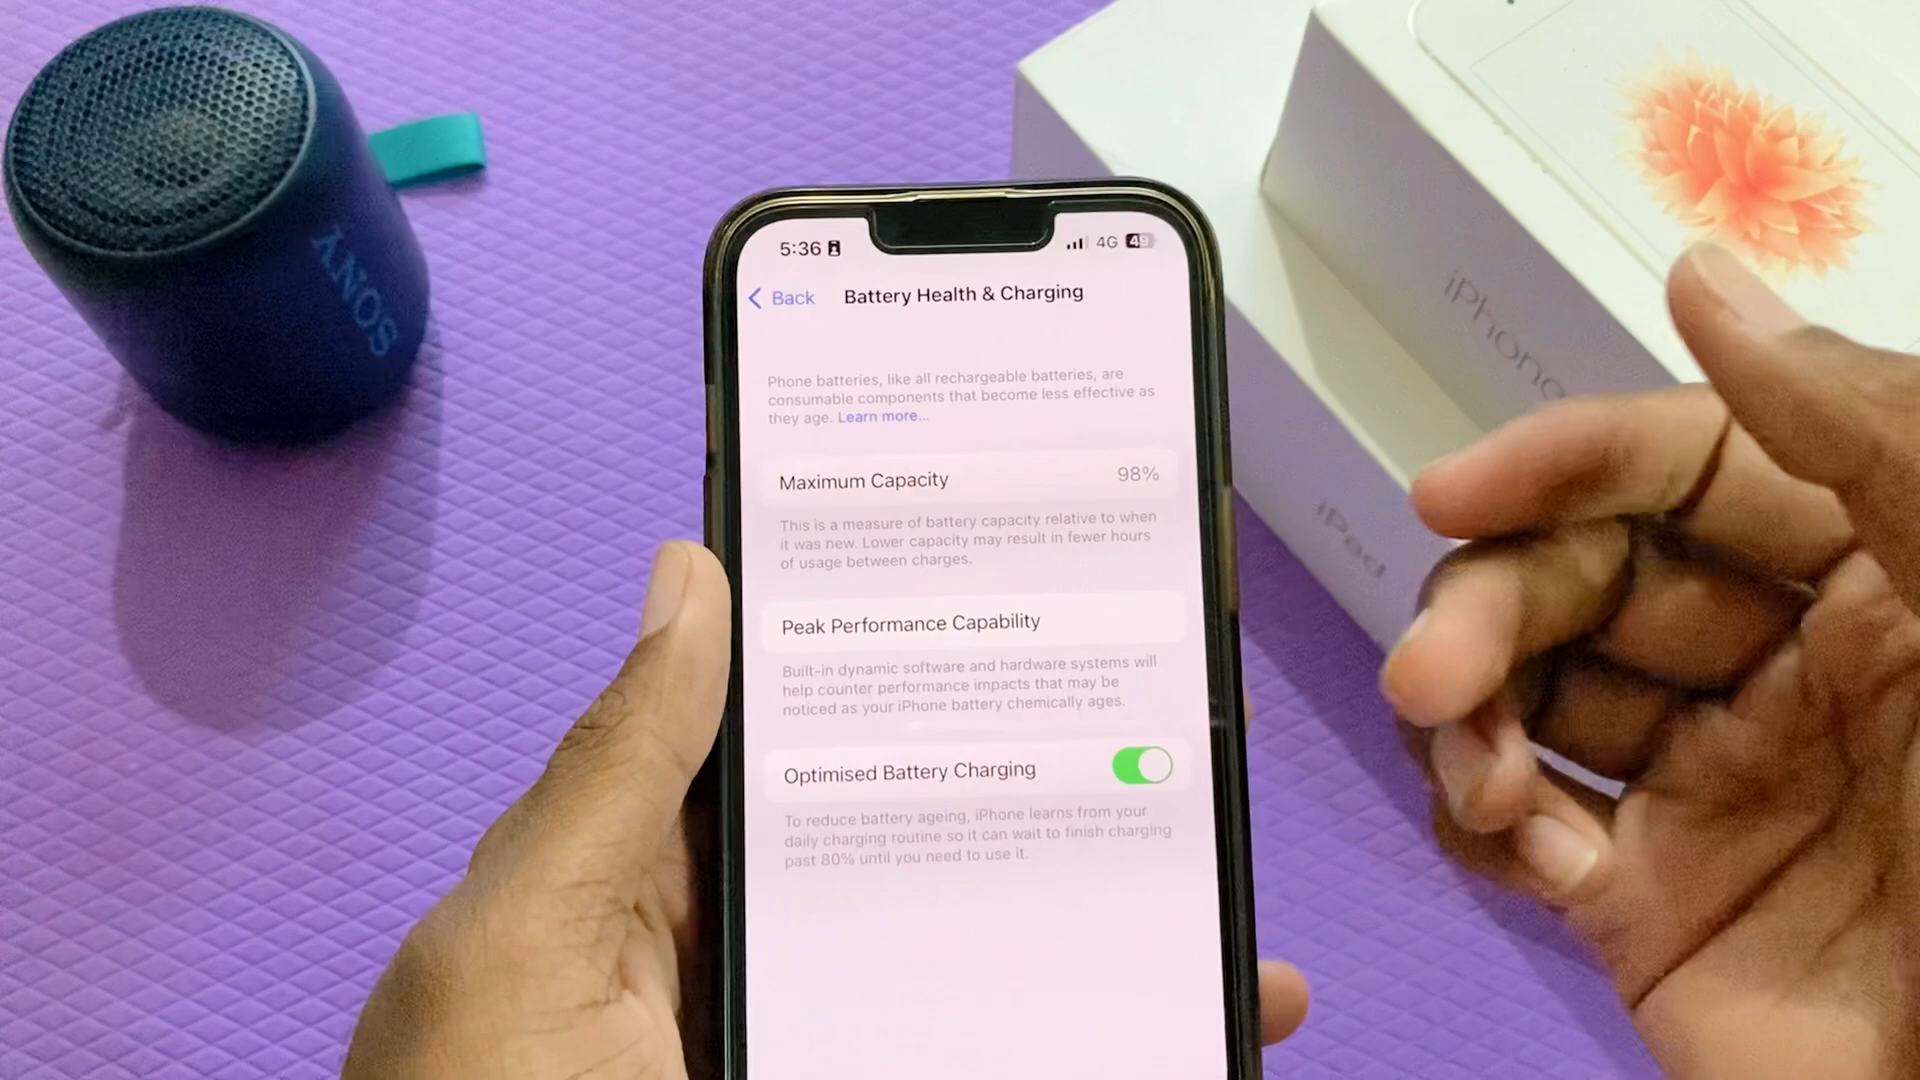 SONY
iPhone
iPad
5:36
4G 49
Back
Battery Health & Charging
Phone batteries, like all rechargeable batteries, are
consumable components that become less effective as
they age. Learn more...
Maximum Capacity 98%
This is a measure of battery capacity relative to when
it was new. Lower capacity may result in fewer hours
of usage between charges.
Peak Performance Capability
Built-in dynamic software and hardware systems will
help counter performance impacts that may be
noticed as your iPhone battery chemically ages.
Optimised Battery Charging
To reduce battery ageing, iPhone learns from your
daily charging routine so it can wait to finish charging
past 80% until you need to use it.